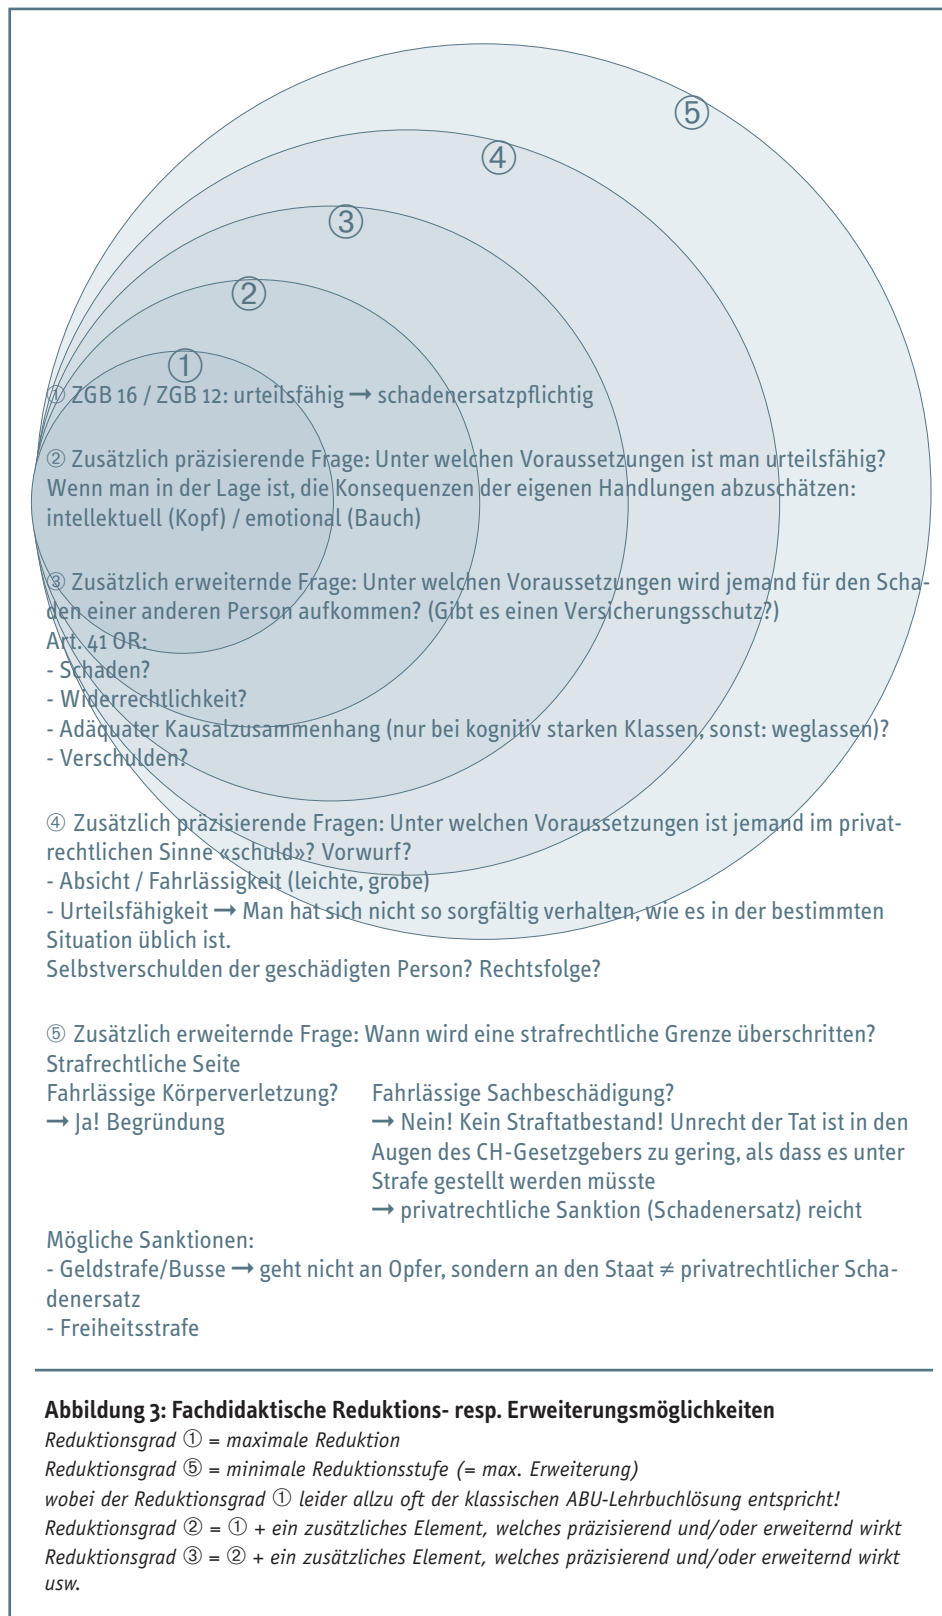 ⑤
④
③
②
①
① ZGB 16 / ZGB 12: urteilsfähig → schadenersatzpflichtig
② Zusätzlich präzisierende Frage: Unter welchen Voraussetzungen ist man urteilsfähig?
Wenn man in der Lage ist, die Konsequenzen der eigenen Handlungen abzuschätzen:
intellektuell (Kopf) / emotional (Bauch)
③ Zusätzlich erweiternde Frage: Unter welchen Voraussetzungen wird jemand für den Scha-
den einer anderen Person aufkommen? (Gibt es einen Versicherungsschutz?)
Art. 41 OR:
- Schaden?
- Widerrechtlichkeit?
- Adäquater Kausalzusammenhang (nur bei kognitiv starken Klassen, sonst: weglassen)?
- Verschulden?
④ Zusätzlich präzisierende Fragen: Unter welchen Voraussetzungen ist jemand im privat-
rechtlichen Sinne «schuld»? Vorwurf?
- Absicht / Fahrlässigkeit (leichte, grobe)
- Urteilsfähigkeit → Man hat sich nicht so sorgfältig verhalten, wie es in der bestimmten
Situation üblich ist.
Selbstverschulden der geschädigten Person? Rechtsfolge?
⑤ Zusätzlich erweiternde Frage: Wann wird eine strafrechtliche Grenze überschritten?
Strafrechtliche Seite
Fahrlässige Körperverletzung?
→ Ja! Begründung
Fahrlässige Sachbeschädigung?
→ Nein! Kein Straftatbestand! Unrecht der Tat ist in den
Augen des CH-Gesetzgebers zu gering, als dass es unter
Strafe gestellt werden müsste
→ privatrechtliche Sanktion (Schadenersatz) reicht
Mögliche Sanktionen:
- Geldstrafe/Busse → geht nicht an Opfer, sondern an den Staat ≠ privatrechtlicher Scha-
denersatz
- Freiheitsstrafe
Abbildung 3: Fachdidaktische Reduktions- resp. Erweiterungsmöglichkeiten
Reduktionsgrad ① = maximale Reduktion
Reduktionsgrad ⑤ = minimale Reduktionsstufe (= max. Erweiterung)
wobei der Reduktionsgrad ① leider allzu oft der klassischen ABU-Lehrbuchlösung entspricht!
Reduktionsgrad ② = ① + ein zusätzliches Element, welches präzisierend und/oder erweiternd wirkt
Reduktionsgrad ③ = ② + ein zusätzliches Element, welches präzisierend und/oder erweiternd wirkt
usw.